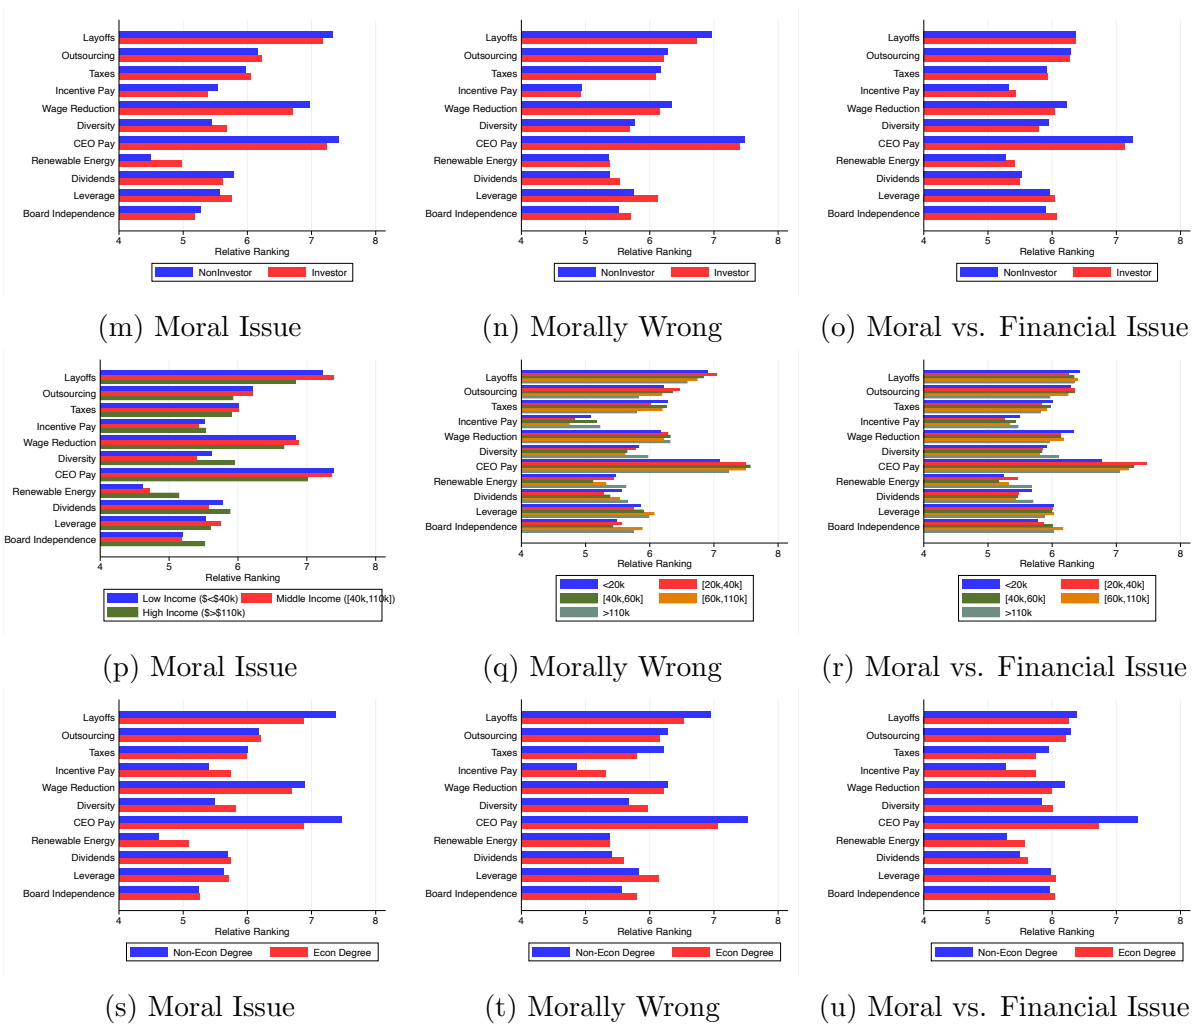 Layoffs
Outsourcing
Taxes
Incentive Pay
Wage Reduction
Diversity
CEO Pay
Renewable Energy
Dividends
Leverage
Board Independence
4 5 6 7 8
Relative Ranking
NonInvestor Investor
(m) Moral Issue
Layoffs
Outsourcing
Taxes
Incentive Pay
Wage Reduction
Diversity
CEO Pay
Renewable Energy
Dividends
Leverage
Board Independence
4 5 6 7 8
Relative Ranking
NonInvestor Investor
(n) Morally Wrong
Layoffs
Outsourcing
Taxes
Incentive Pay
Wage Reduction
Diversity
CEO Pay
Renewable Energy
Dividends
Leverage
Board Independence
4 5 6 7 8
Relative Ranking
NonInvestor Investor
(o) Moral vs. Financial Issue
Layoffs
Outsourcing
Taxes
Incentive Pay
Wage Reduction
Diversity
CEO Pay
Renewable Energy
Dividends
Leverage
Board Independence
4 5 6 7 8
Relative Ranking
Low Income ($<$40k) Middle Income ([40k,110k])
High Income ($>$110k)
(p) Moral Issue
Layoffs
Outsourcing
Taxes
Incentive Pay
Wage Reduction
Diversity
CEO Pay
Renewable Energy
Dividends
Leverage
Board Independence
4 5 6 7 8
Relative Ranking
<20k [20k,40k]
[40k,60k] [60k,110k]
>110k
(q) Morally Wrong
Layoffs
Outsourcing
Taxes
Incentive Pay
Wage Reduction
Diversity
CEO Pay
Renewable Energy
Dividends
Leverage
Board Independence
4 5 6 7 8
Relative Ranking
<20k [20k,40k]
[40k,60k] [60k,110k]
>110k
(r) Moral vs. Financial Issue
Layoffs
Outsourcing
Taxes
Incentive Pay
Wage Reduction
Diversity
CEO Pay
Renewable Energy
Dividends
Leverage
Board Independence
4 5 6 7 8
Relative Ranking
Non-Econ Degree Econ Degree
(s) Moral Issue
Layoffs
Outsourcing
Taxes
Incentive Pay
Wage Reduction
Diversity
CEO Pay
Renewable Energy
Dividends
Leverage
Board Independence
4 5 6 7 8
Relative Ranking
Non-Econ Degree Econ Degree
(t) Morally Wrong
Layoffs
Outsourcing
Taxes
Incentive Pay
Wage Reduction
Diversity
CEO Pay
Renewable Energy
Dividends
Leverage
Board Independence
4 5 6 7 8
Relative Ranking
Non-Econ Degree Econ Degree
(u) Moral vs. Financial Issue